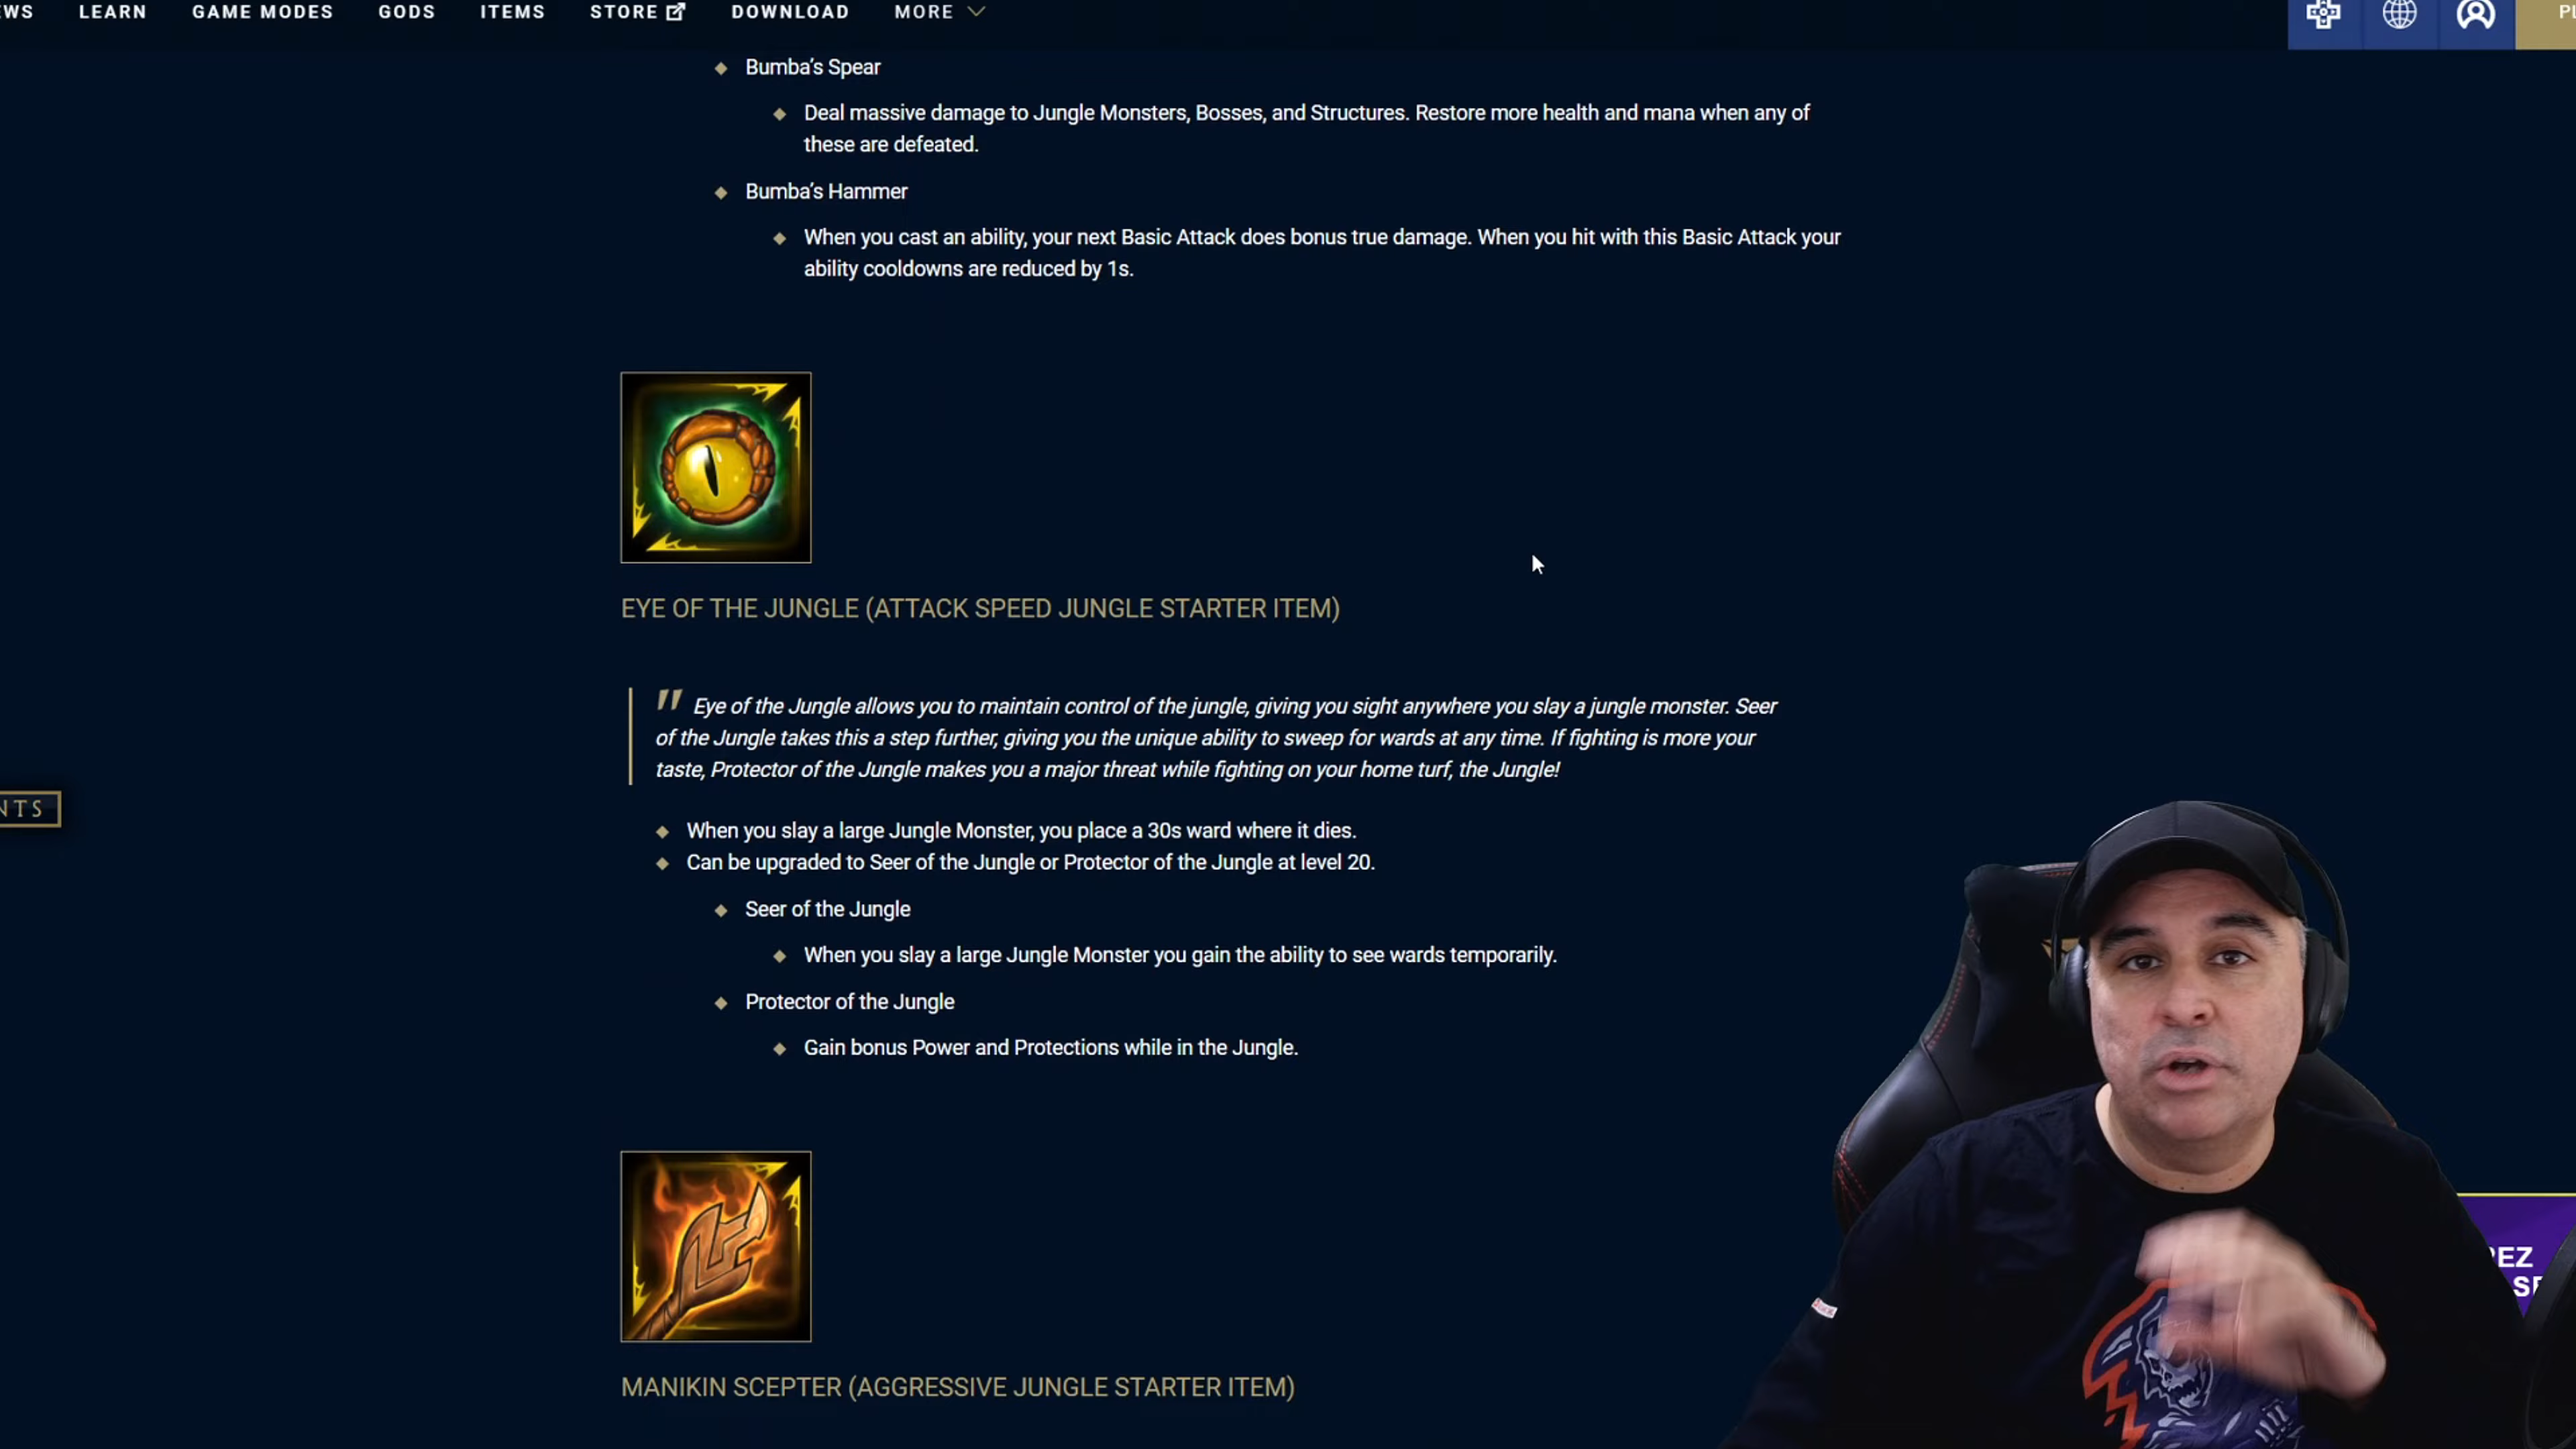 LEARN GAME MODES GODS ITEMS STORE DOWNLOAD MORE
Bumba's Spear
Deal massive damage to Jungle Monsters, Bosses, and Structures. Restore more health and mana when any of
these are defeated.
Bumba's Hammer
When you cast an ability, your next Basic Attack does bonus true damage. When you hit with this Basic Attack your
ability cooldowns are reduced by 1s.
EYE OF THE JUNGLE (ATTACK SPEED JUNGLE STARTER ITEM)
" Eye of the Jungle allows you to maintain control of the jungle, giving you sight anywhere you slay a jungle monster. Seer
of the Jungle takes this a step further, giving you the unique ability to sweep for wards at any time. If fighting is more your
taste, Protector of the Jungle makes you a major threat while fighting on your home turf, the Jungle!
NTS
When you slay a large Jungle Monster, you place a 30s ward where it dies.
Can be upgraded to Seer of the Jungle or Protector of the Jungle at level 20.
Seer of the Jungle
When you slay a large Jungle Monster you gain the ability to see wards temporarily.
Protector of the Jungle
Gain bonus Power and Protections while in the Jungle.
MANIKIN SCEPTER (AGGRESSIVE JUNGLE STARTER ITEM)